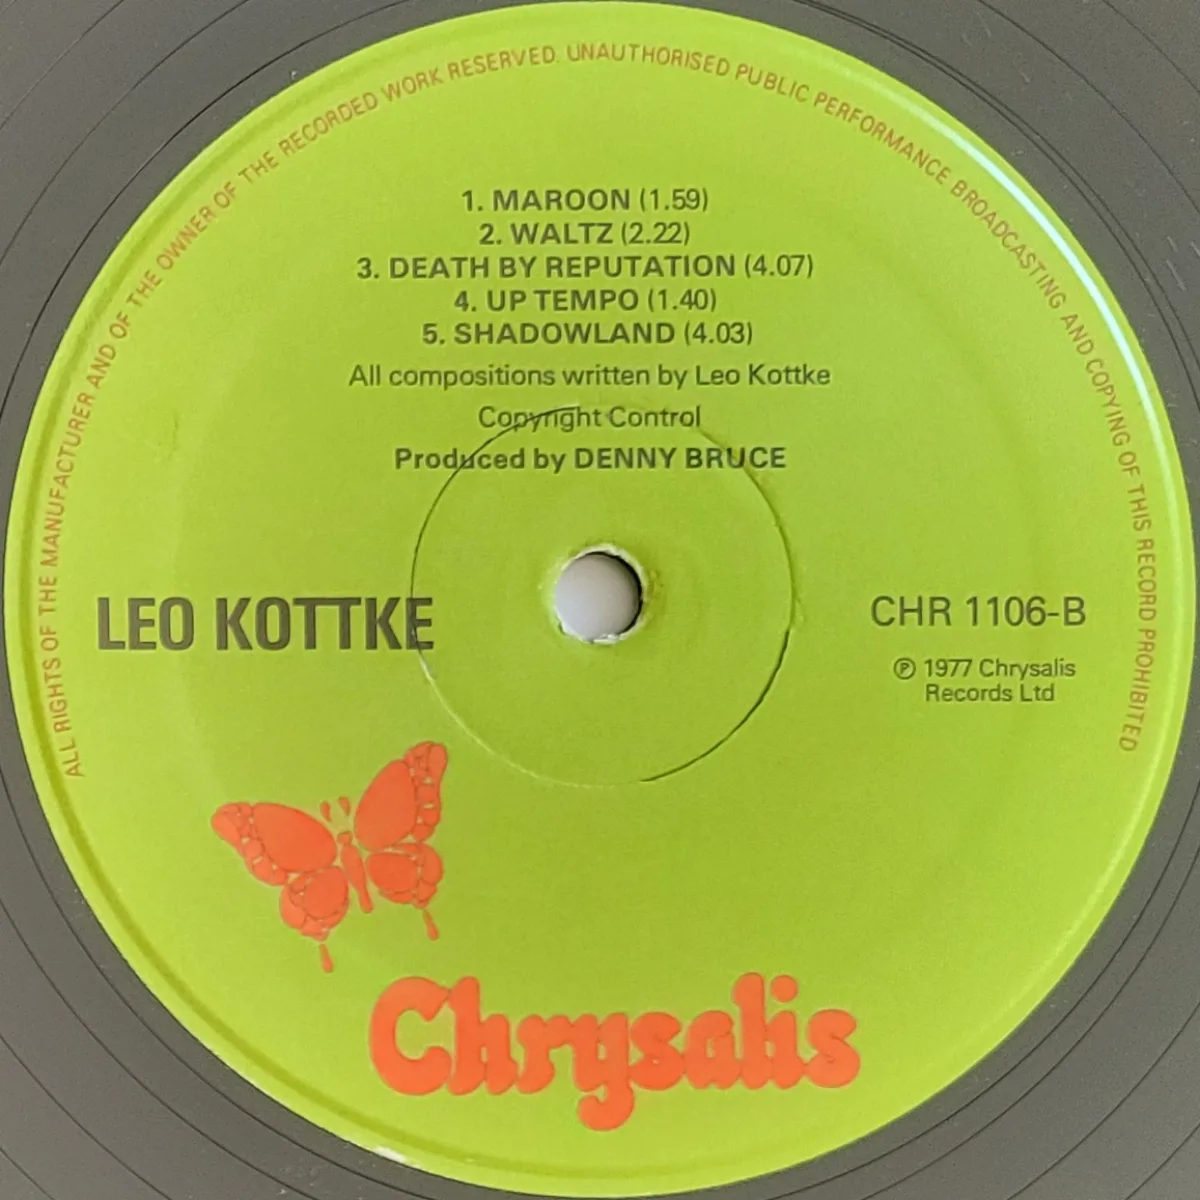 ALL RIGHTS OF THE MANUFACTURER AND OF THE OWNER OF THE RECORDED WORK RESERVED. UNAUTHORISED PUBLIC PERFORMANCE BROADCASTING AND COPYING OF THIS RECORD PROHIBITED
1. MAROON (1.59)
2. WALTZ (2.22)
3. DEATH BY REPUTATION (4.07)
4. UP TEMPO (1.40)
5. SHADOWLAND (4.03)
All compositions written by Leo Kottke
Copyright Control
Produced by DENNY BRUCE
LEO KOTTKE
CHR 1106-B
℗ 1977 Chrysalis
Records Ltd
Chrysalis